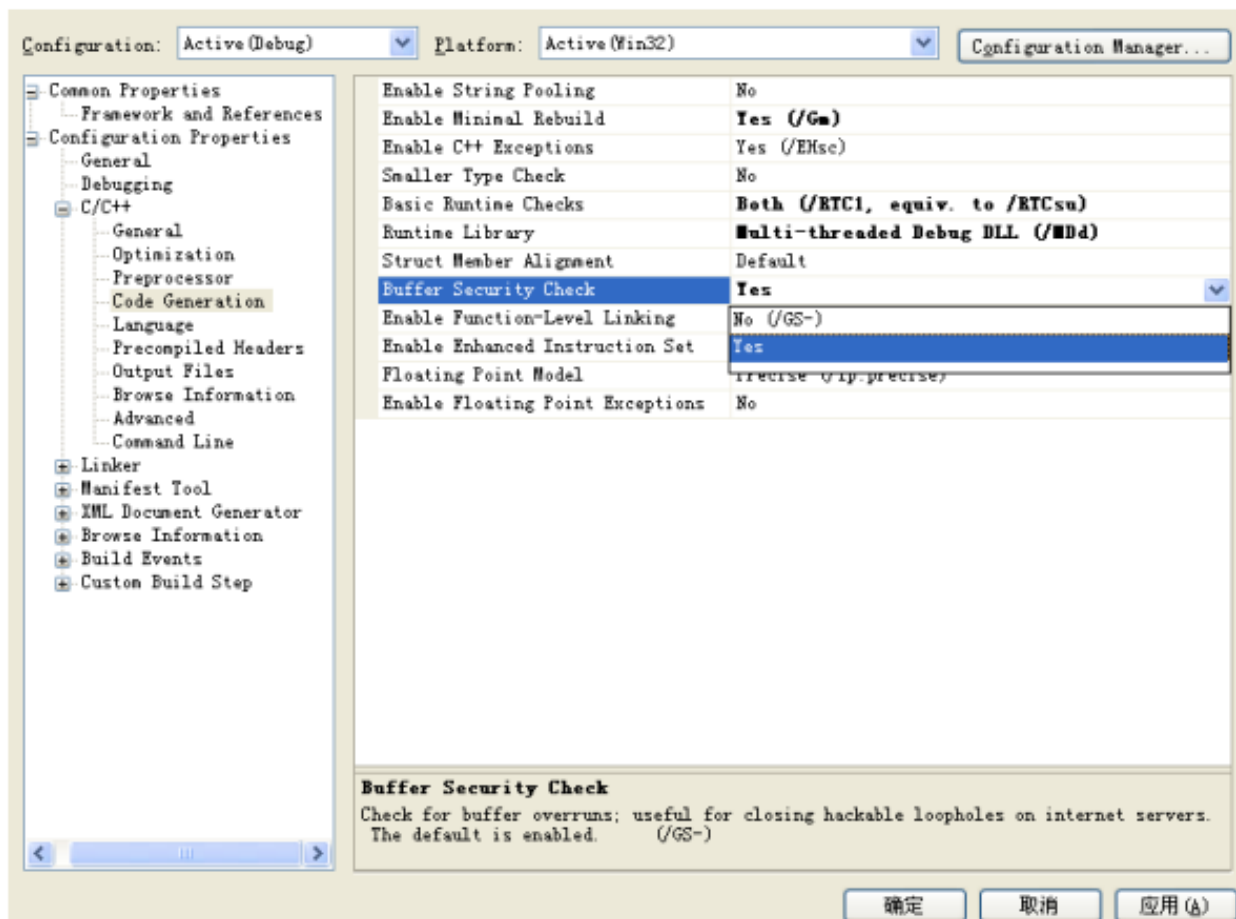 Configuration: Active(Debug) Platform: Active(Win32) Configuration Manager...
Common Properties
Framework and References
Configuration Properties
General
Debugging
C/C++
General
Optimization
Preprocessor
Code Generation
Language
Precompiled Headers
Output Files
Browse Information
Advanced
Command Line
Linker
Manifest Tool
XML Document Generator
Browse Information
Build Events
Custom Build Step
Enable String Pooling No
Enable Minimal Rebuild Yes (/Gm)
Enable C++ Exceptions Yes (/EHsc)
Smaller Type Check No
Basic Runtime Checks Both (/RTC1, equiv. to /RTCsu)
Runtime Library Multi-threaded Debug DLL (/MDd)
Struct Member Alignment Default
Buffer Security Check Yes
Enable Function-Level Linking No (/GS-)
Enable Enhanced Instruction Set Yes
Floating Point Model Precise (/fp:precise)
Enable Floating Point Exceptions No
Buffer Security Check
Check for buffer overruns; useful for closing hackable loopholes on internet servers.
The default is enabled. (/GS-)
确定 取消 应用(A)